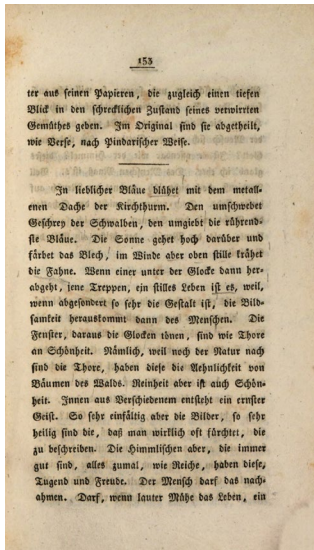 153
ter aus seinen Papieren, die zugleich einen tiefen
Blick in den schrecklichen Zustand seines verwirrten
Gemüthes geben. Im Original sind sie abgetheilt,
wie Verse, nach Pindarischer Weise.
In lieblicher Bläue blühet mit dem metall-
enen Dache der Kirchthurm. Den umschwebet
Geschrey der Schwalben, den umgiebt die rührend-
ste Bläue. Die Sonne gehet hoch darüber und
färbet das Blech, im Winde aber oben stille krähet
die Fahne. Wenn einer unter der Glocke dann her-
abgeht, jene Treppen, ein stilles Leben ist es, weil,
wenn abgesondert so sehr die Gestalt ist, die Bild-
samkeit herauskommt dann des Menschen. Die
Fenster, daraus die Glocken tönen, sind wie Thore
an Schönheit. Nämlich, weil noch der Natur nach
sind die Thore, haben diese die Aehnlichkeit von
Bäumen des Walds. Reinheit aber ist auch Schön-
heit. Innen aus Verschiedenem entsteht ein ernster
Geist. So sehr einfältig aber die Bilder, so sehr
heilig sind die, daß man wirklich oft fürchtet, die
zu beschreiben. Die Himmlischen aber, die immer
gut sind, alles zumal, wie Reiche, haben diese,
Tugend und Freude. Der Mensch darf das nach-
ahmen. Darf, wenn lauter Mühe das Leben, ein